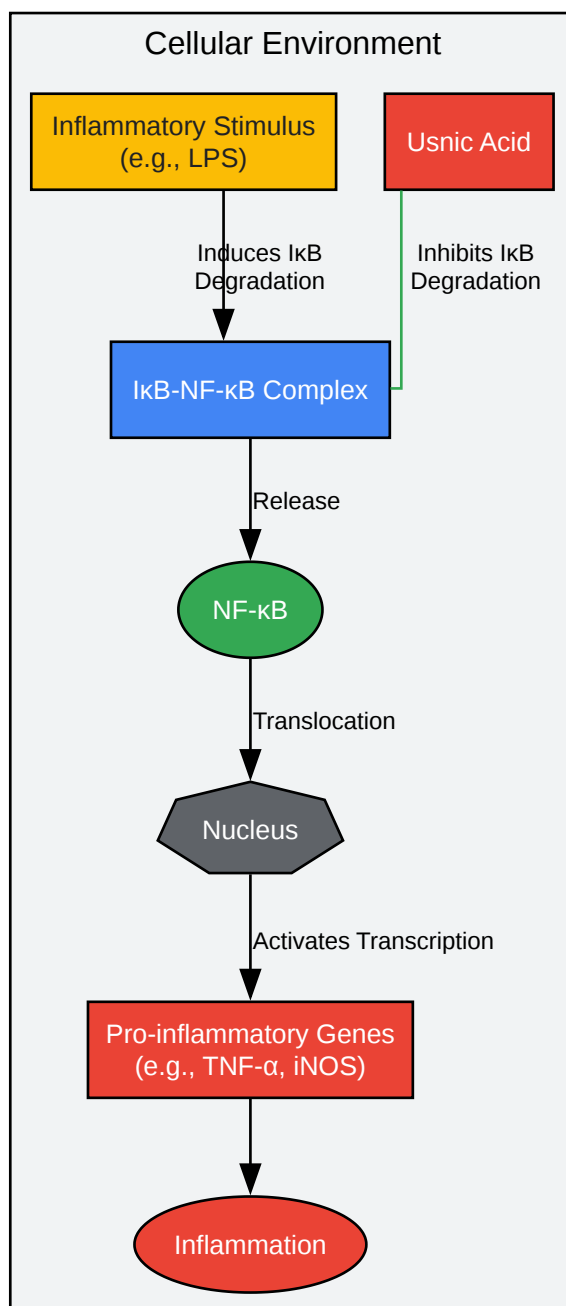 Cellular Environment
Inflammatory Stimulus
(e.g., LPS)
Usnic Acid
Induces IκB
Degradation
Inhibits IκB
Degradation
IκB-NF-κB Complex
Release
NF-κB
Translocation
Nucleus
Activates Transcription
Pro-inflammatory Genes
(e.g., TNF-α, iNOS)
Inflammation